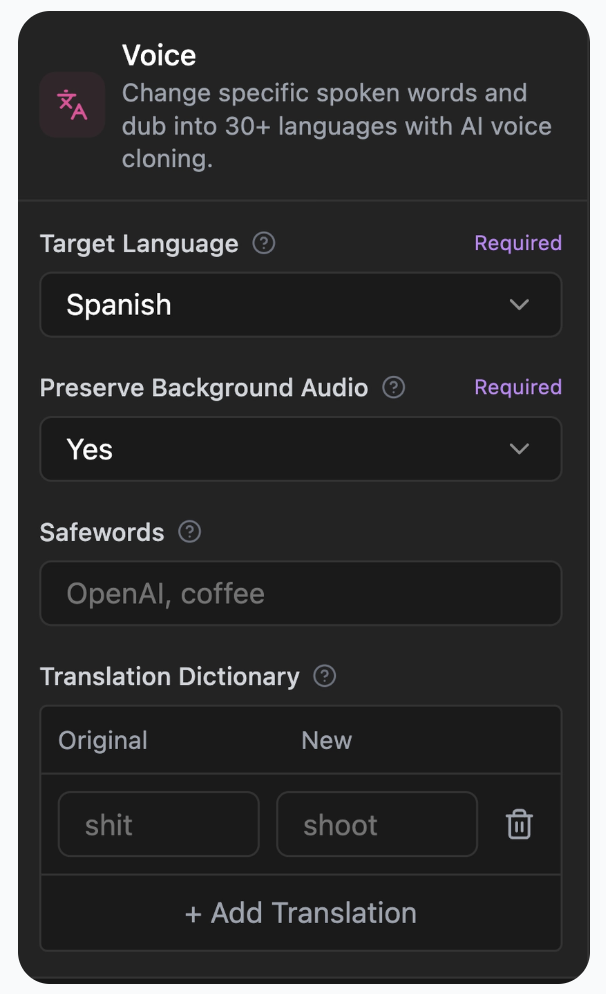 Voice
Change specific spoken words and
dub into 30+ languages with AI voice
cloning.
Target Language
Required
Spanish
Preserve Background Audio
Required
Yes
Safewords
OpenAI, coffee
Translation Dictionary
Original New
shit shoot
+ Add Translation